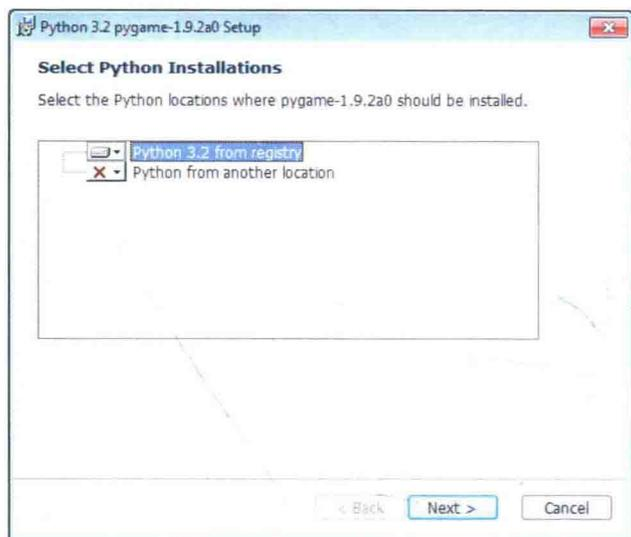 Python 3.2 pygame-1.9.2a0 Setup
Select Python Installations
Select the Python locations where pygame-1.9.2a0 should be installed.
Python 3.2 from registry
Python from another location
< Back Next > Cancel